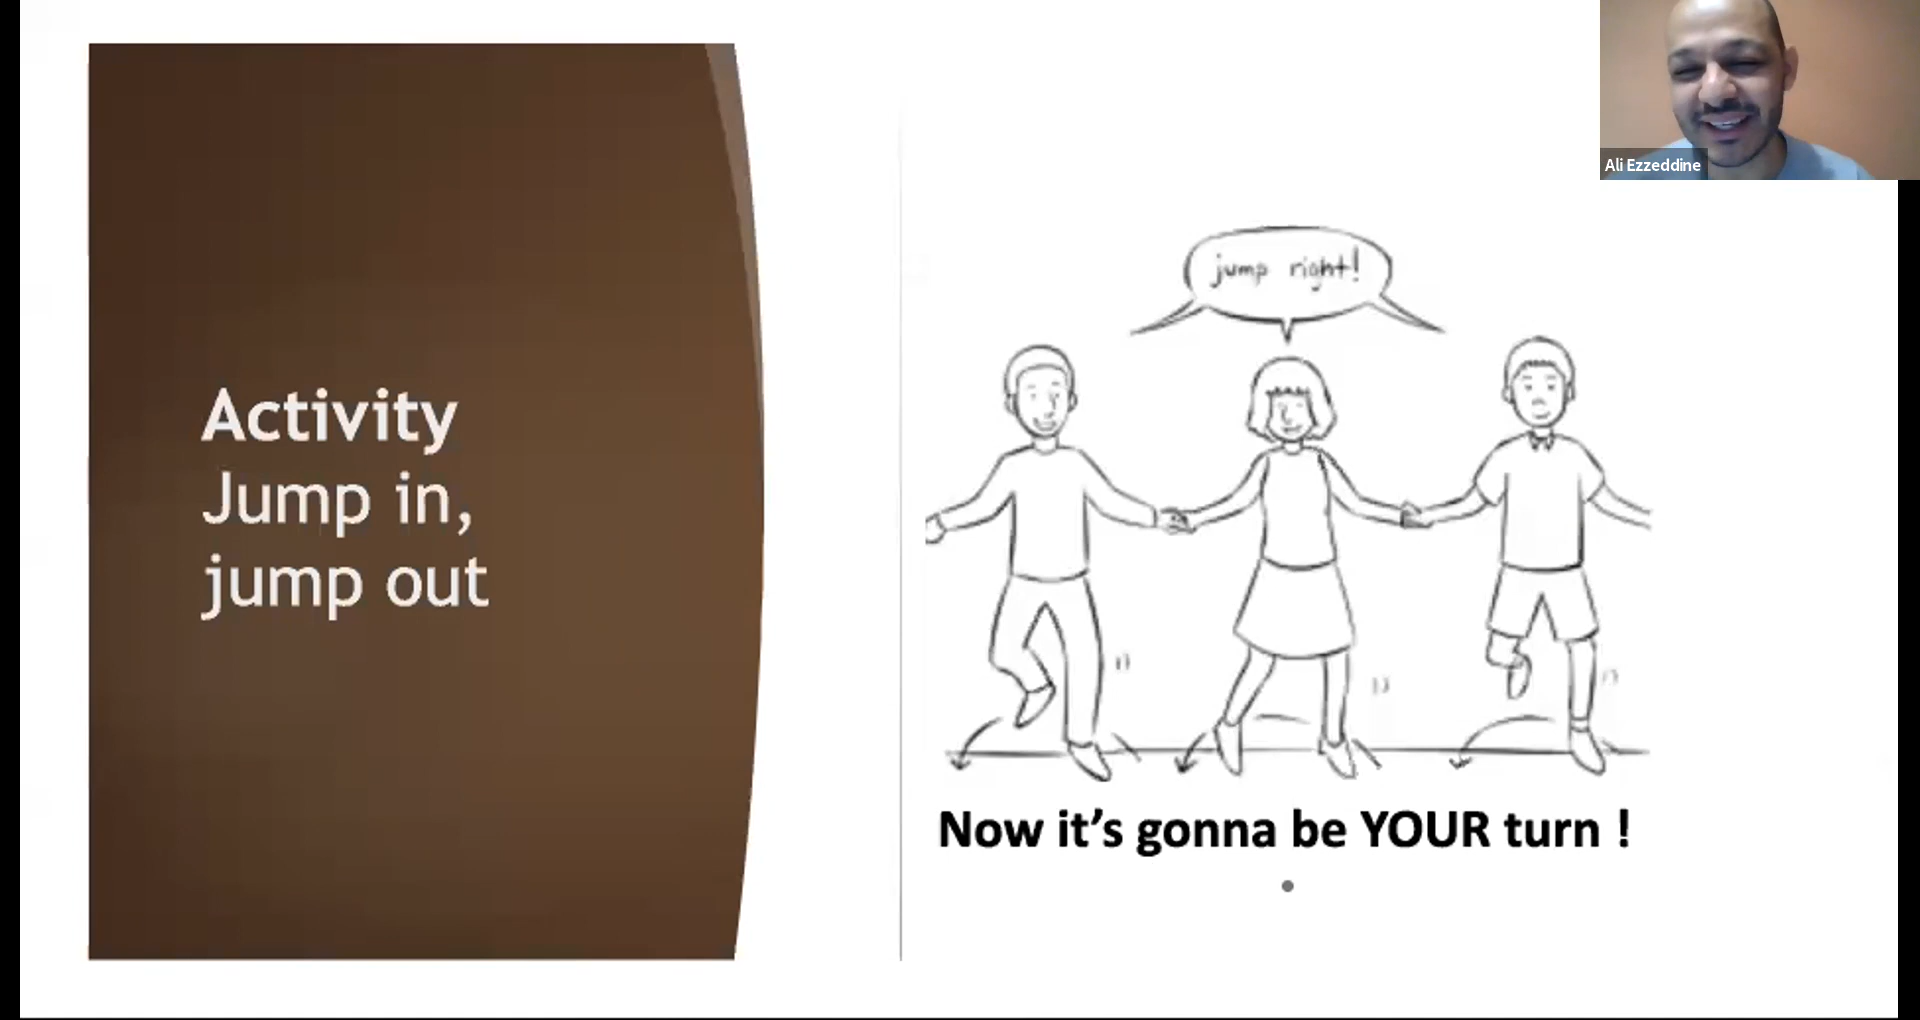 Ali Ezzeddine
jump right!
Activity
Jump in,
jump out
Now it's gonna be YOUR turn !